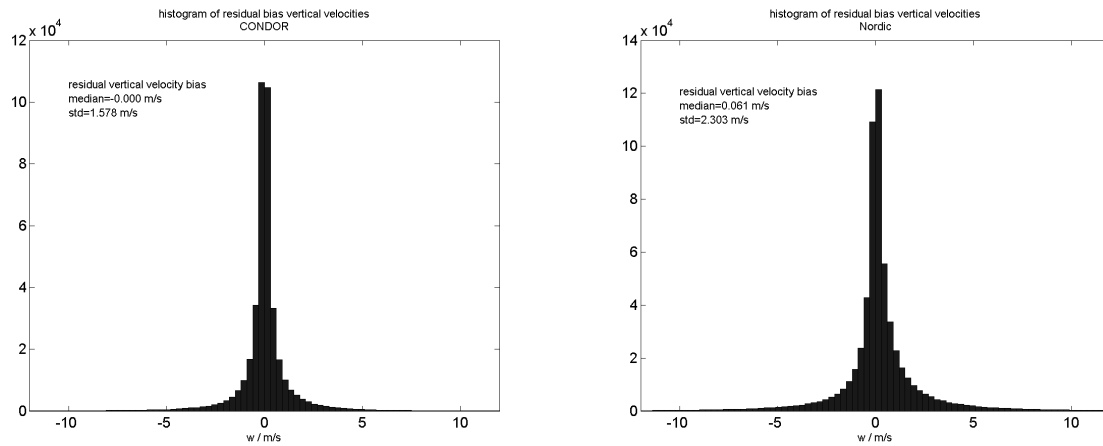 histogram of residual bias vertical velocities
CONDOR
x 10^4
12
10
8
6
4
2
0
residual vertical velocity bias
median=-0.000 m/s
std=1.578 m/s
-10 -5 0 5 10
w / m/s
histogram of residual bias vertical velocities
Nordic
x 10^4
14
12
10
8
6
4
2
0
residual vertical velocity bias
median=0.061 m/s
std=2.303 m/s
-10 -5 0 5 10
w / m/s